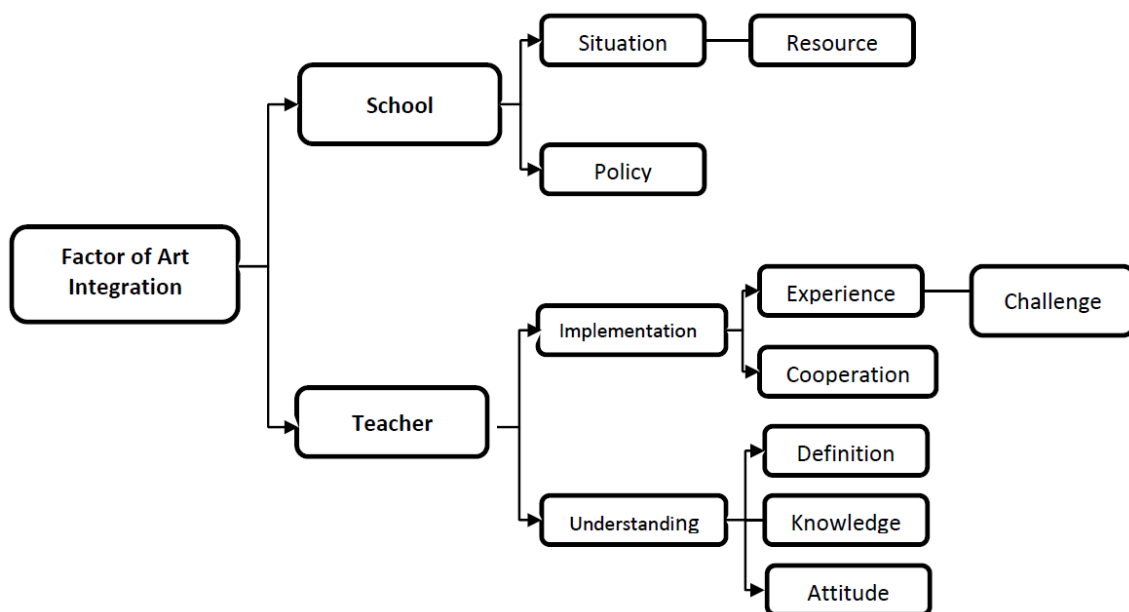 Situation
Resource
School
Policy
Factor of Art
Integration
Experience
Challenge
Implementation
Cooperation
Teacher
Definition
Understanding
Knowledge
Attitude